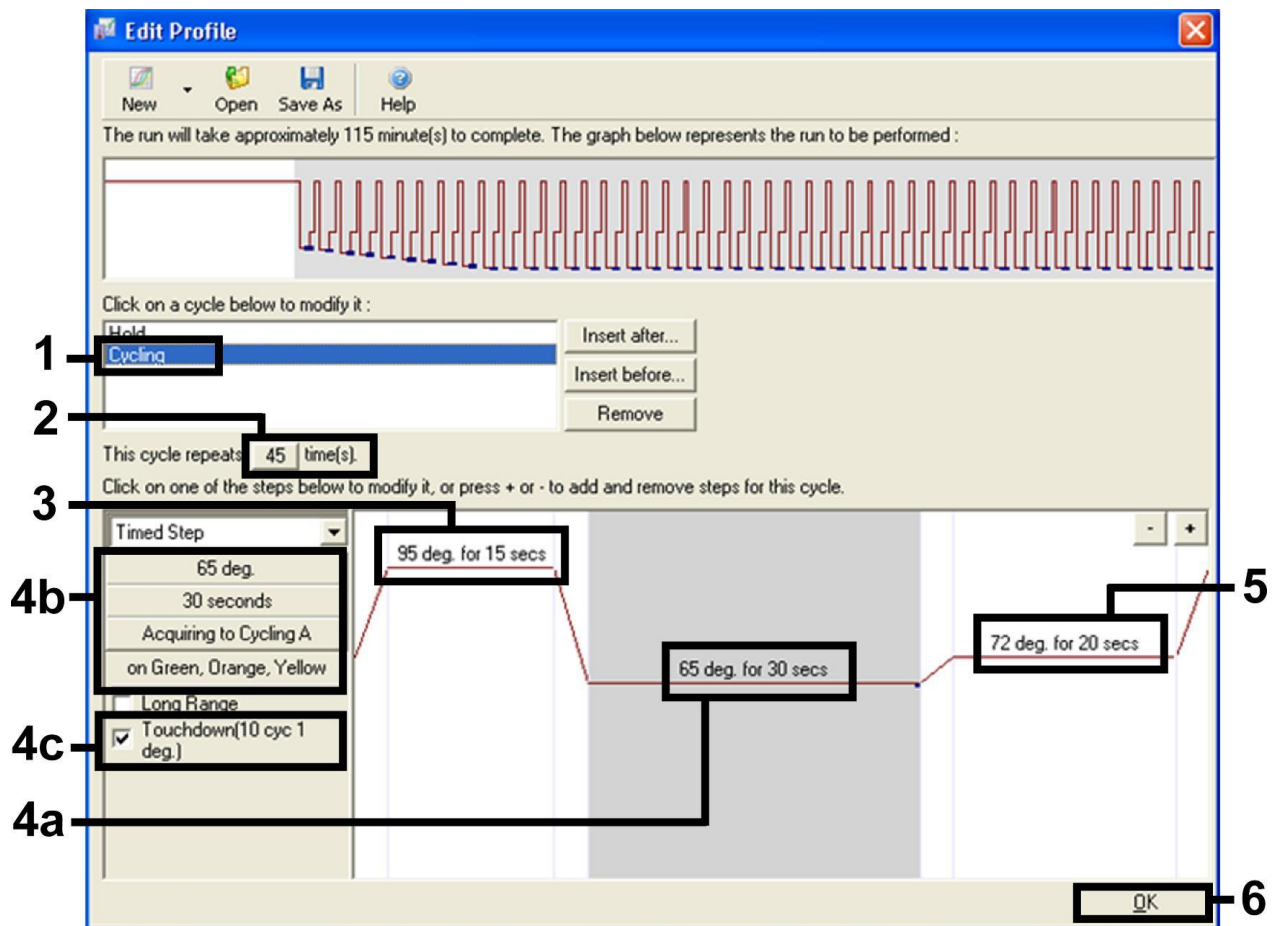 Edit Profile
New Open Save As Help
The run will take approximately 115 minute(s) to complete. The graph below represents the run to be performed :
Click on a cycle below to modify it :
Hold
1
Cycling
Insert after...
Insert before...
Remove
2
This cycle repeats 45 time(s).
Click on one of the steps below to modify it, or press + or - to add and remove steps for this cycle.
3
Timed Step
- +
95 deg. for 15 secs
4b
65 deg.
30 seconds
Acquiring to Cycling A
on Green, Orange, Yellow
5
72 deg. for 20 secs
65 deg. for 30 secs
Long Range
4c
Touchdown(10 cyc 1
deg.)
4a
OK
6